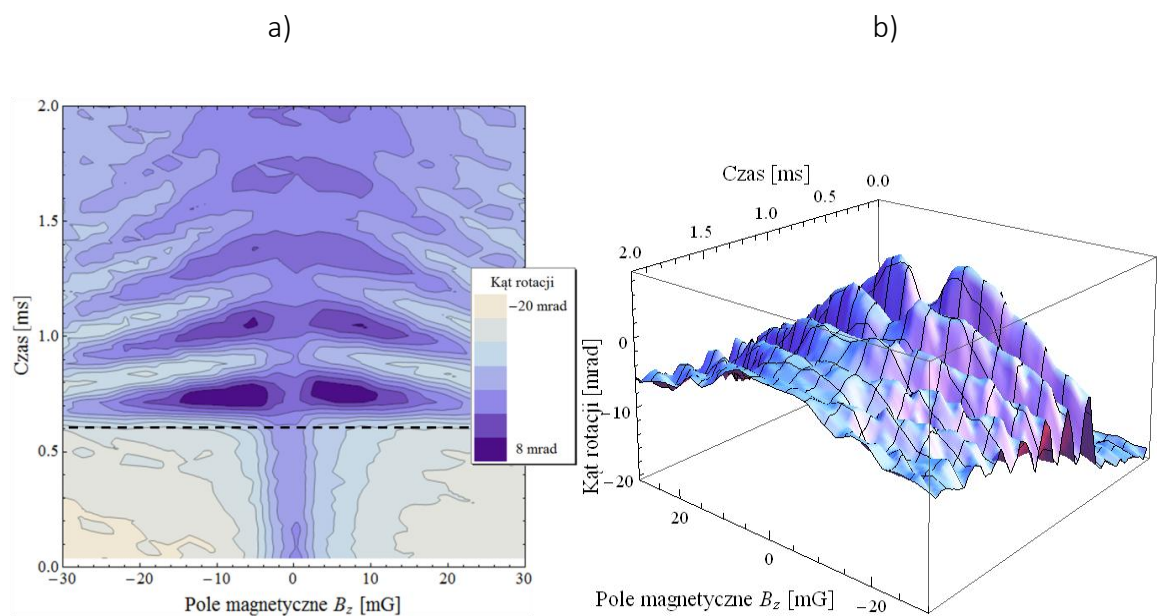 a)
b)
2.0
1.5
1.0
0.5
0.0
−30
−20
−10
0
10
20
30
Czas [ms]
Pole magnetyczne Bz [mG]
Kąt rotacji
−20 mrad
8 mrad
Czas [ms]
0.0
0.5
1.0
1.5
2.0
Kąt rotacji [mrad]
0
−10
−20
20
0
−20
Pole magnetyczne Bz [mG]